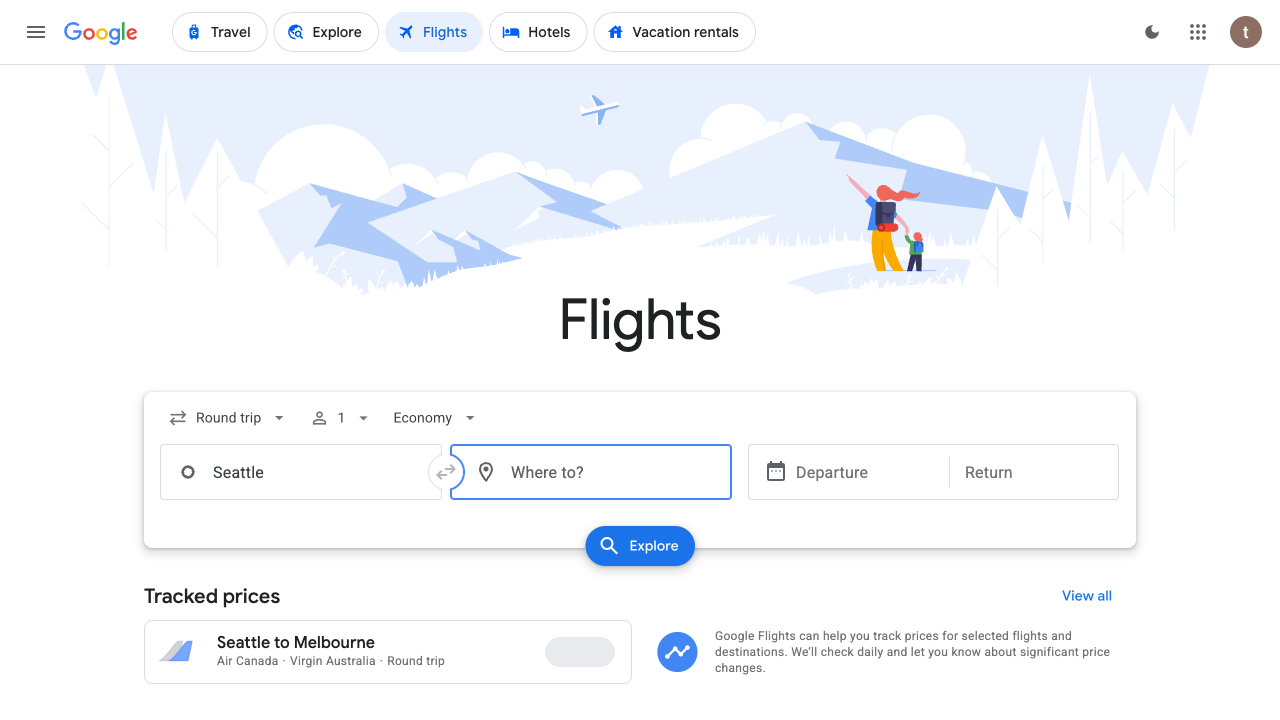 Google
Travel
Explore
Flights
Hotels
Vacation rentals
t
Flights
Round trip
1
Economy
Seattle
Where to?
Departure
Return
Explore
Tracked prices
View all
Seattle to Melbourne
Air Canada · Virgin Australia · Round trip
Google Flights can help you track prices for selected flights and
destinations. We’ll check daily and let you know about significant price
changes.